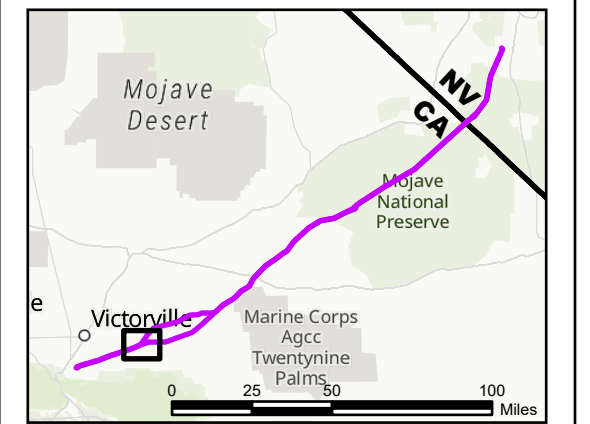 Mojave
Desert
NV
CA
Mojave
National
Preserve
e
Victorville
Marine Corps
Agcc
Twentynine
Palms
0 25 50 100
Miles